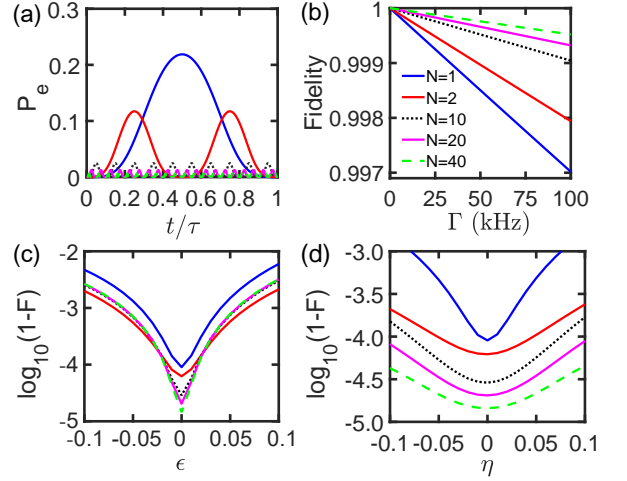 (a)
P_e
0.3
0.2
0.1
0
0 0.2 0.4 0.6 0.8 1
t/τ
(b)
Fidelity
1
0.999
0.998
0.997
N=1
N=2
N=10
N=20
N=40
0 25 50 75 100
Γ (kHz)
(c)
log₁₀(1-F)
-2
-3
-4
-5
-0.1 -0.05 0 0.05 0.1
ϵ
(d)
log₁₀(1-F)
-3.0
-3.5
-4.0
-4.5
-5.0
-0.1 -0.05 0 0.05 0.1
η